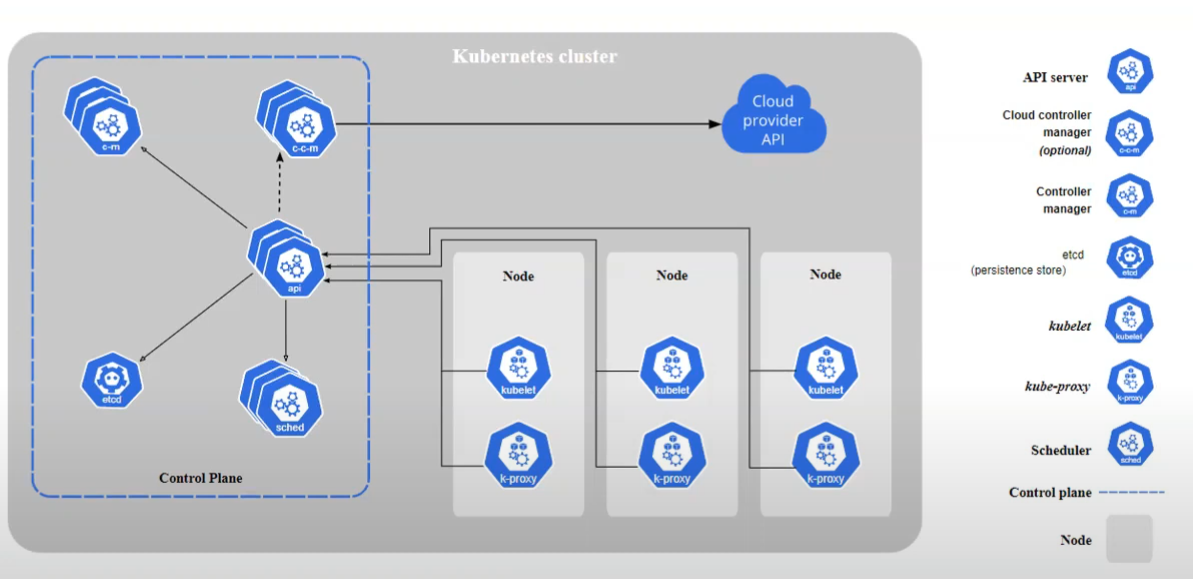 Kubernetes cluster
c-m
c-c-m
Cloud
provider
API
api
etcd
sched
Control Plane
Node
kubelet
k-proxy
Node
kubelet
k-proxy
Node
kubelet
k-proxy
API server
api
Cloud controller
manager
(optional)
c-c-m
Controller
manager
c-m
etcd
(persistence store)
etcd
kubelet
kubelet
kube-proxy
k-proxy
Scheduler
sched
Control plane
Node